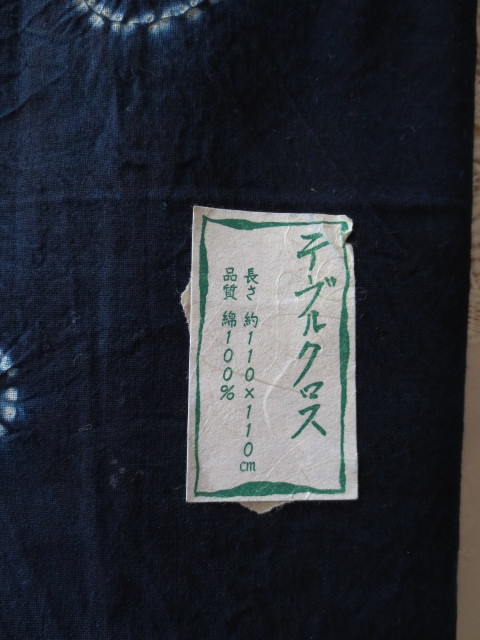 テーブルクロス
長さ 約110×110㎝
品質 綿100%